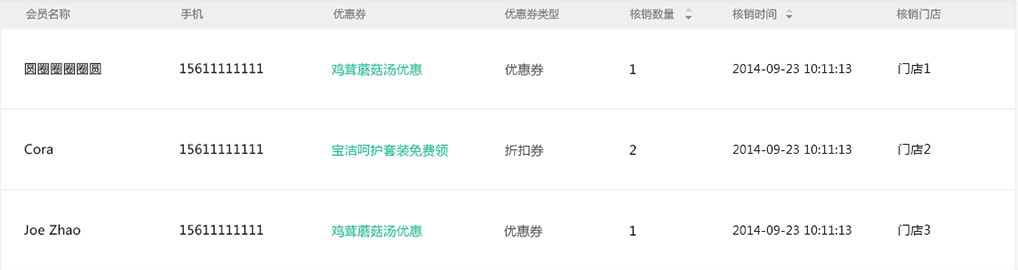 会员名称 手机 优惠券 优惠券类型 核销数量 核销时间 核销门店
圆圈圈圈圈圆 15611111111 鸡茸蘑菇汤优惠 优惠券 1 2014-09-23 10:11:13 门店1
Cora 15611111111 宝洁呵护套装免费领 折扣券 2 2014-09-23 10:11:13 门店2
Joe Zhao 15611111111 鸡茸蘑菇汤优惠 优惠券 1 2014-09-23 10:11:13 门店3